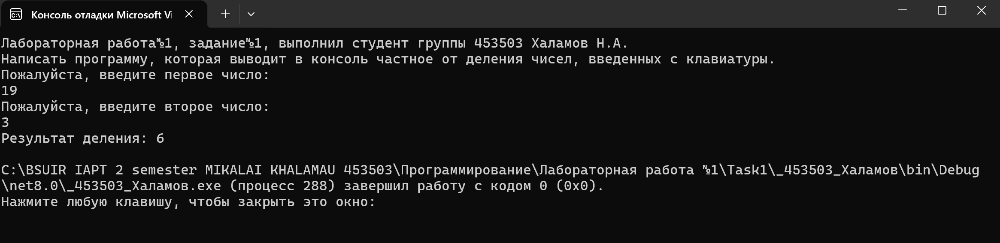 Консоль отладки Microsoft Vi
Лабораторная работа№1, задание№1, выполнил студент группы 453503 Халамов Н.А.
Написать программу, которая выводит в консоль частное от деления чисел, введенных с клавиатуры.
Пожалуйста, введите первое число:
19
Пожалуйста, введите второе число:
3
Результат деления: 6
C:\BSUIR IAPT 2 semester MIKALAI KHALAMAU 453503\Программирование\Лабораторная работа №1\Task1\_453503_Халамов\bin\Debug
\net8.0\_453503_Халамов.exe (процесс 288) завершил работу с кодом 0 (0x0).
Нажмите любую клавишу, чтобы закрыть это окно: